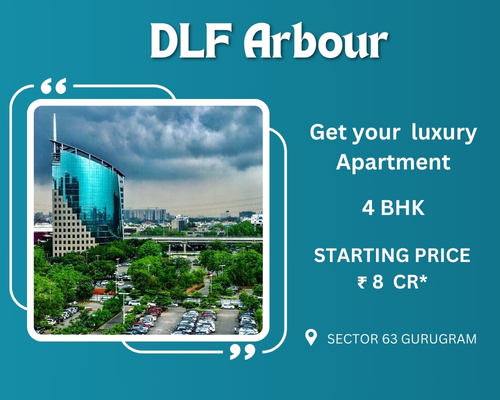 DLF Arbour
Get your luxury
Apartment
4 BHK
STARTING PRICE
₹ 8 CR*
SECTOR 63 GURUGRAM